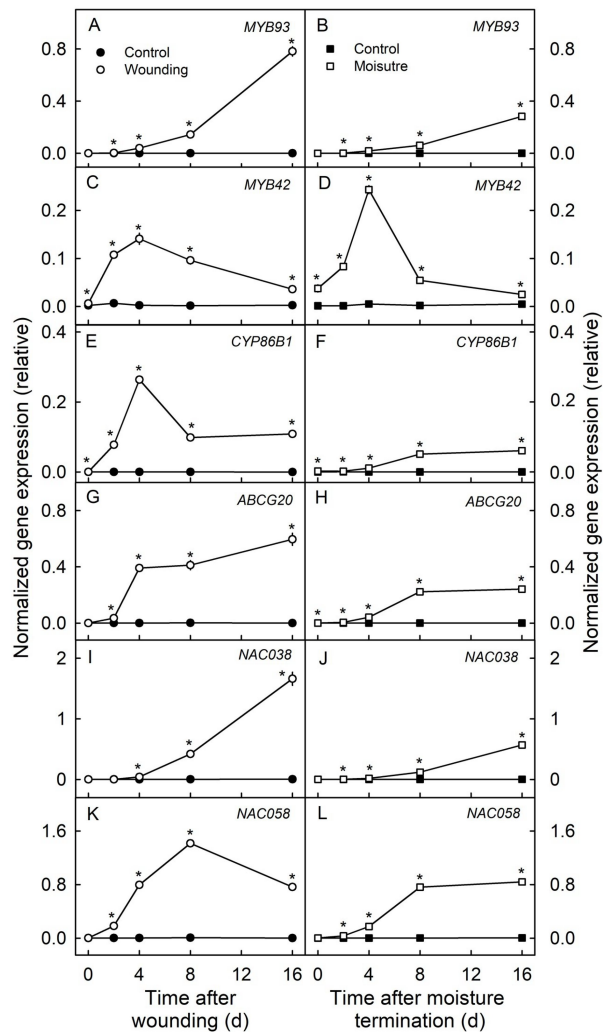 A MYB93
Control
Wounding
B MYB93
Control
Moisutre
0.8 0.8
0.4 0.4
0.0 0.0
* * * *
* * * *
C MYB42
D MYB42
0.2 0.2
0.1 0.1
0.0 0.0
* * * * *
* * * * *
E CYP86B1
F CYP86B1
0.4 0.4
0.2 0.2
0.0 0.0
* * * * *
* * * * *
G ABCG20
H ABCG20
0.8 0.8
0.4 0.4
0.0 0.0
* * * *
* * * * *
I NAC038
J NAC038
2 2
1 1
0 0
* * *
* * * *
K NAC058
L NAC058
1.6 1.6
0.8 0.8
0.0 0.0
* * * *
* * * *
0 4 8 12 16
0 4 8 12 16
Time after
wounding (d)
Time after moisture
termination (d)
Normalized gene expression (relative)
Normalized gene expression (relative)